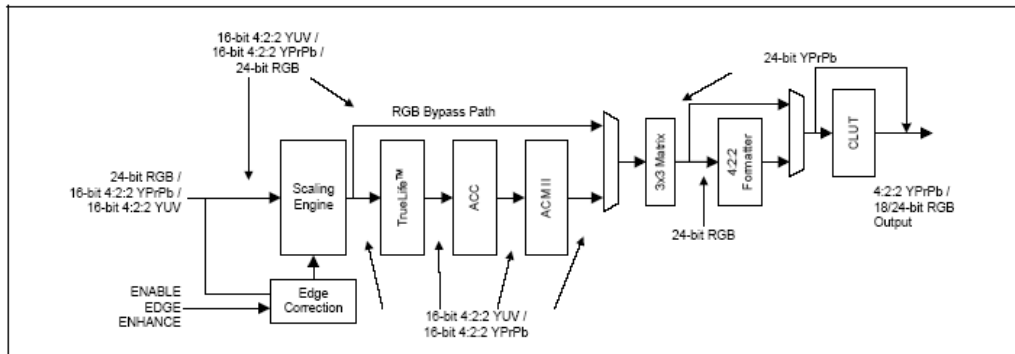 16-bit 4:2:2 YUV /
16-bit 4:2:2 YPrPb /
24-bit RGB
24-bit YPrPb
RGB Bypass Path
24-bit RGB /
16-bit 4:2:2 YPrPb /
16-bit 4:2:2 YUV
Scaling
Engine
TrueLife™
ACC
ACMII
3x3 Matrix
4:2:2
Formatter
CLUT
4:2:2 YPrPb /
18/24-bit RGB
Output
24-bit RGB
ENABLE
EDGE
ENHANCE
Edge
Correction
16-bit 4:2:2 YUV /
16-bit 4:2:2 YPrPb